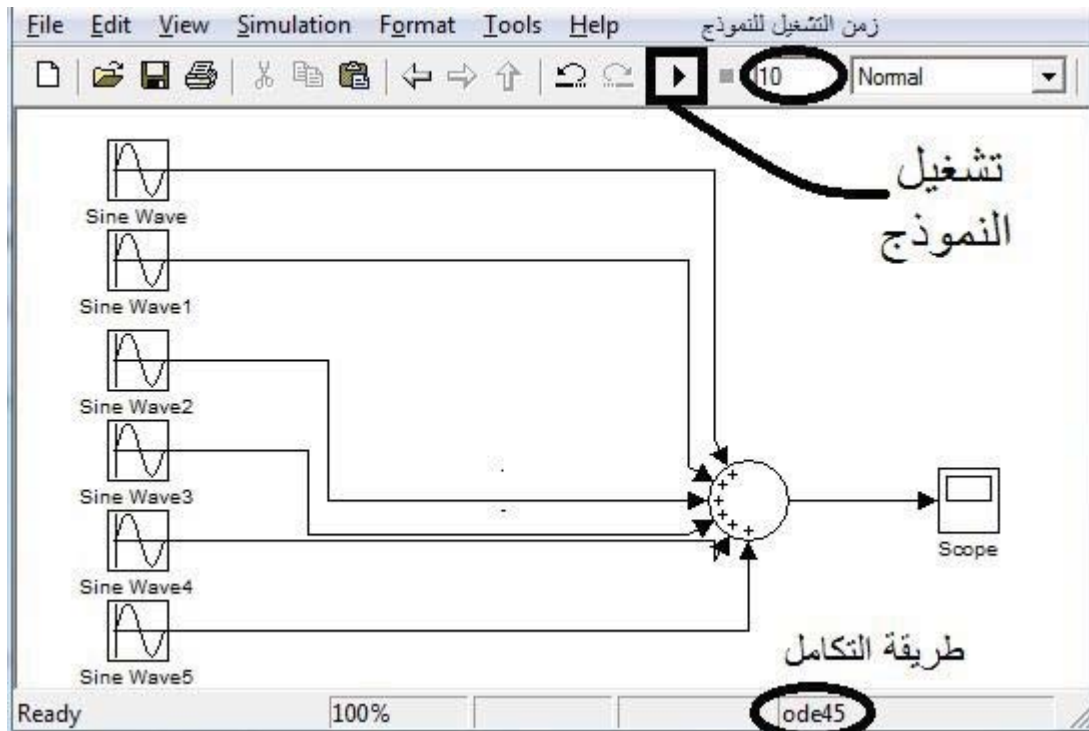 File Edit View Simulation Format Tools Help زمن التشغيل للنموذج
10 Normal
تشغيل
النموذج
Sine Wave
Sine Wave1
Sine Wave2
Sine Wave3
Sine Wave4
Sine Wave5
+
+
+
+
+
+
Scope
طريقة التكامل
Ready 100% ode45